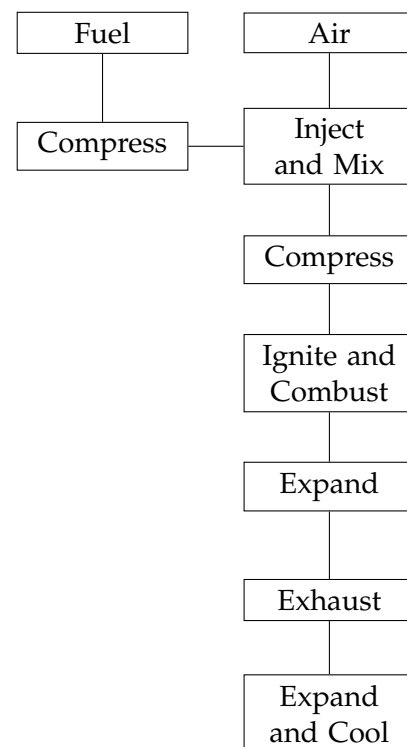 Fuel
Air
Compress
Inject
and Mix
Compress
Ignite and
Combust
Expand
Exhaust
Expand
and Cool